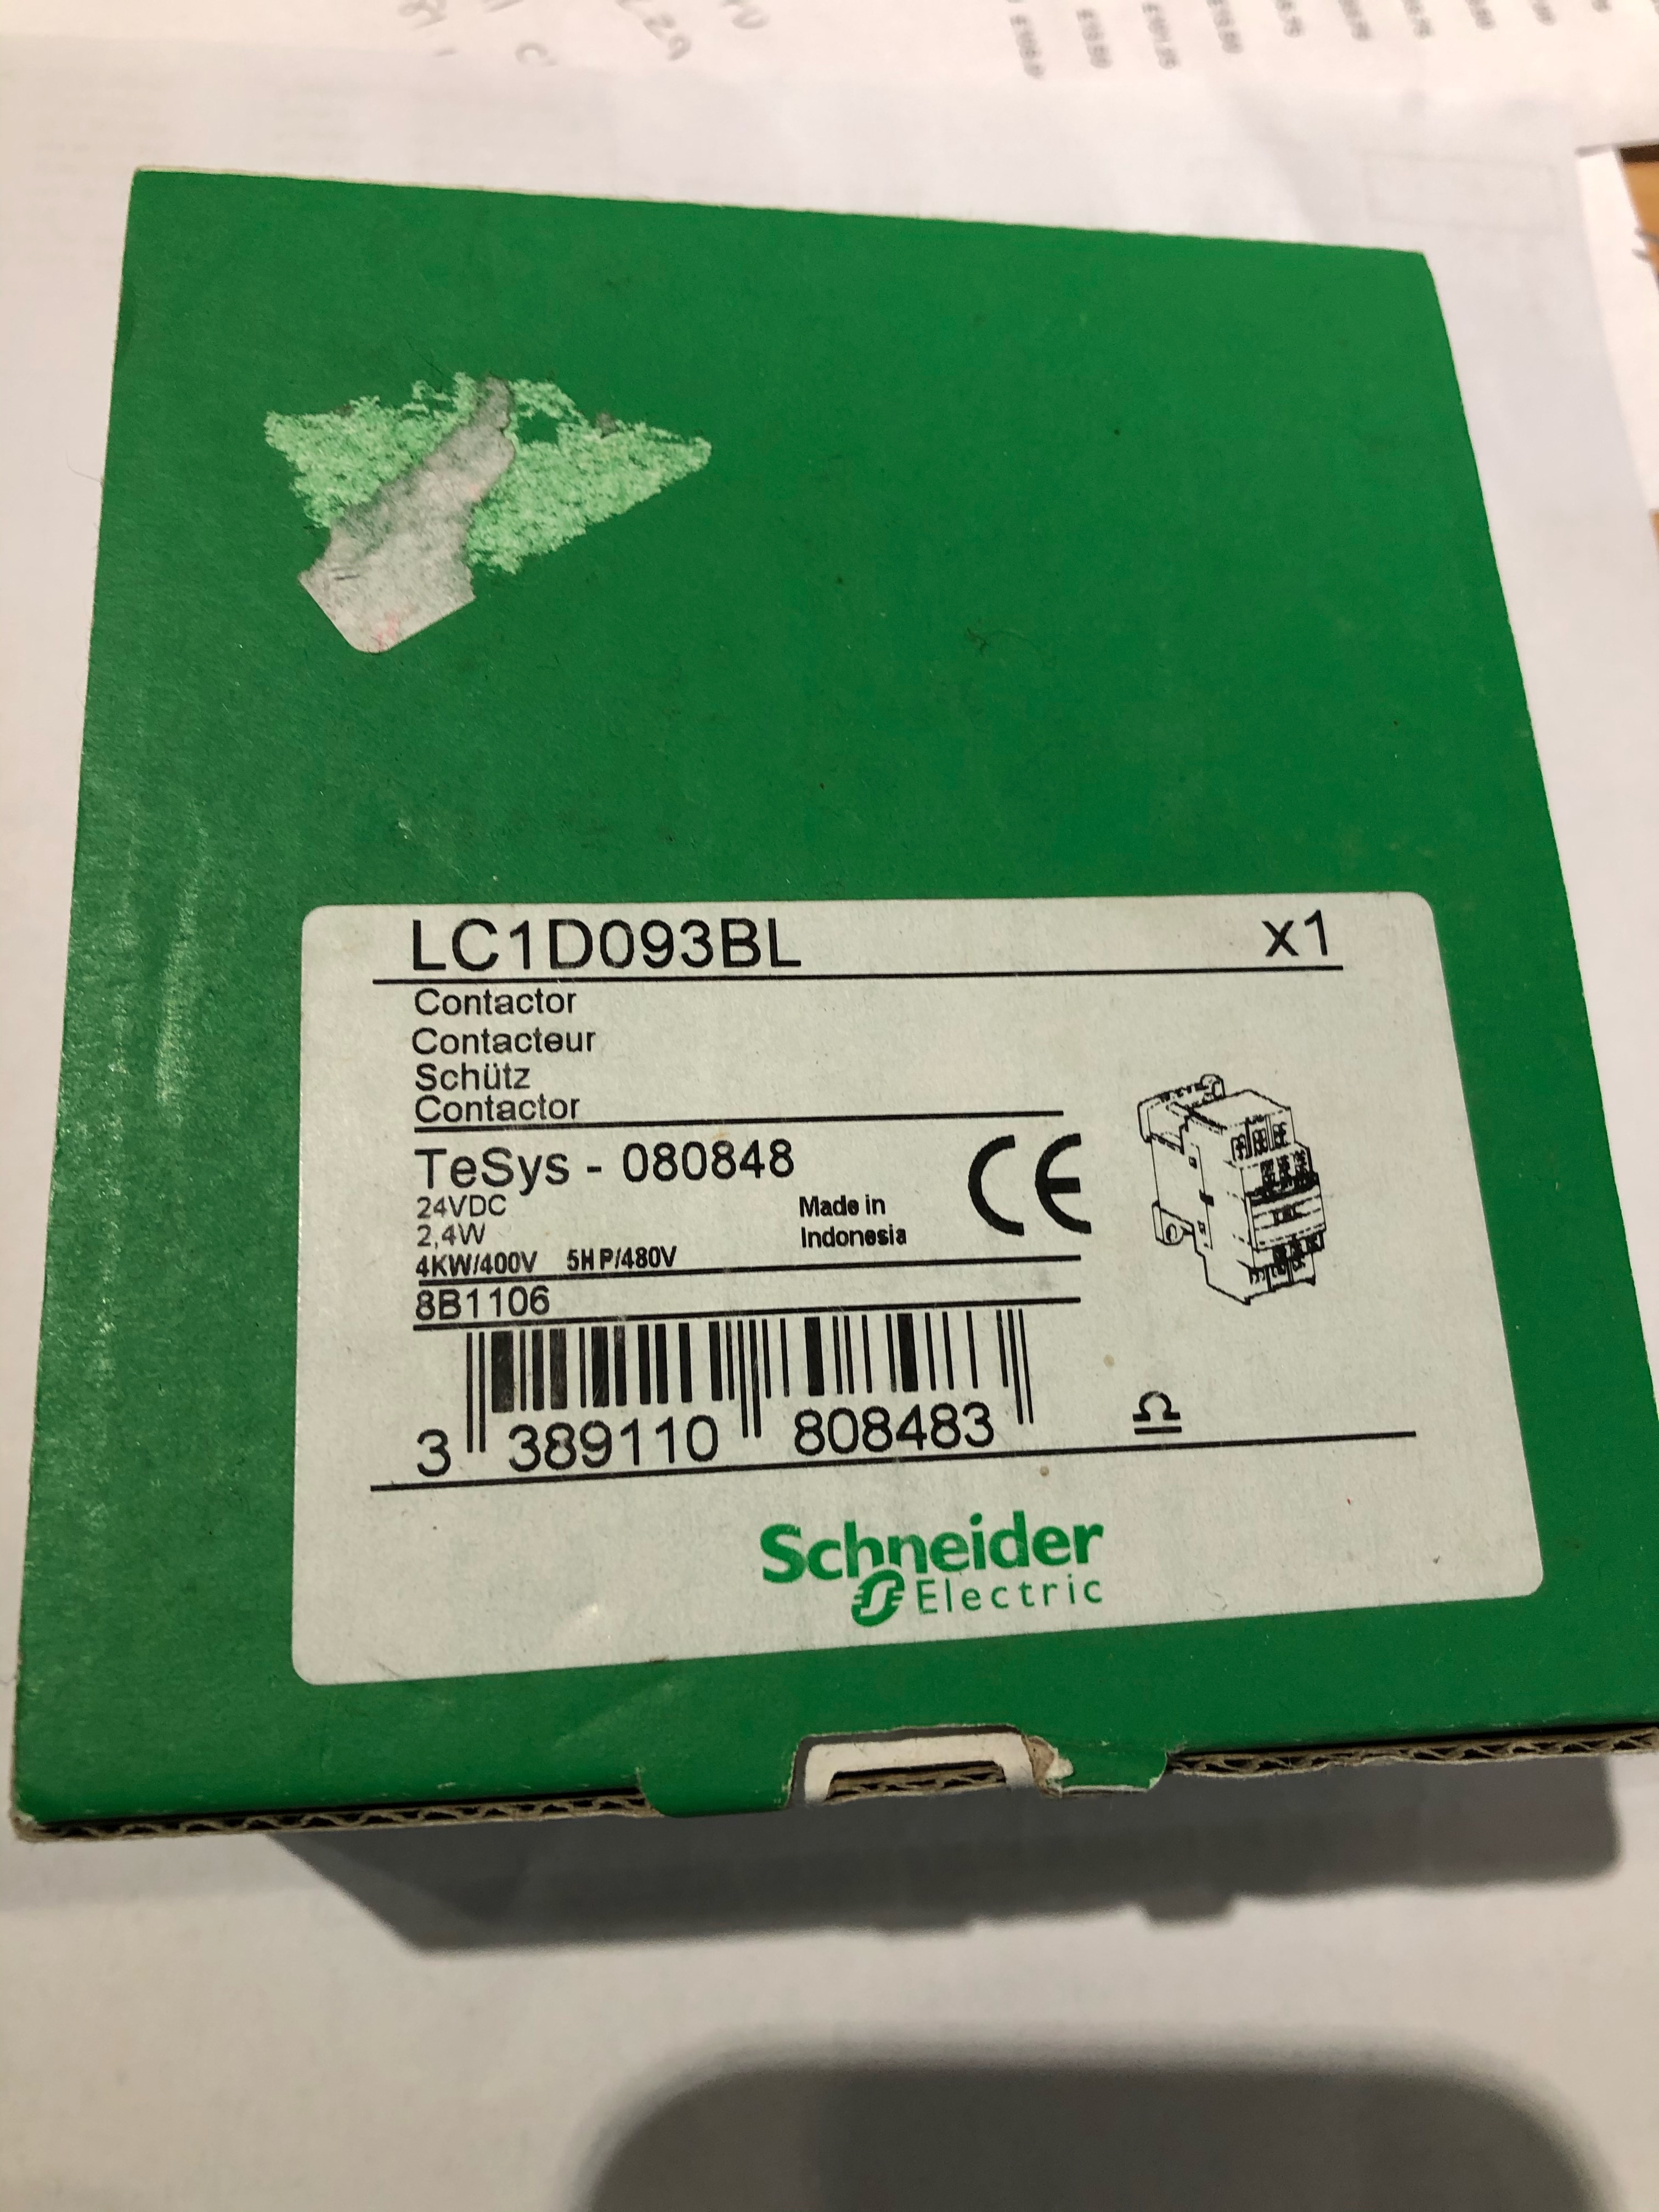 LC1D093BL x1
Contactor
Contacteur
Schütz
Contactor
TeSys - 080848
24VDC
2,4W
Made in
Indonesia
CE
4KW/400V 5HP/480V
8B1106
3 389110 808483
Schneider
Electric